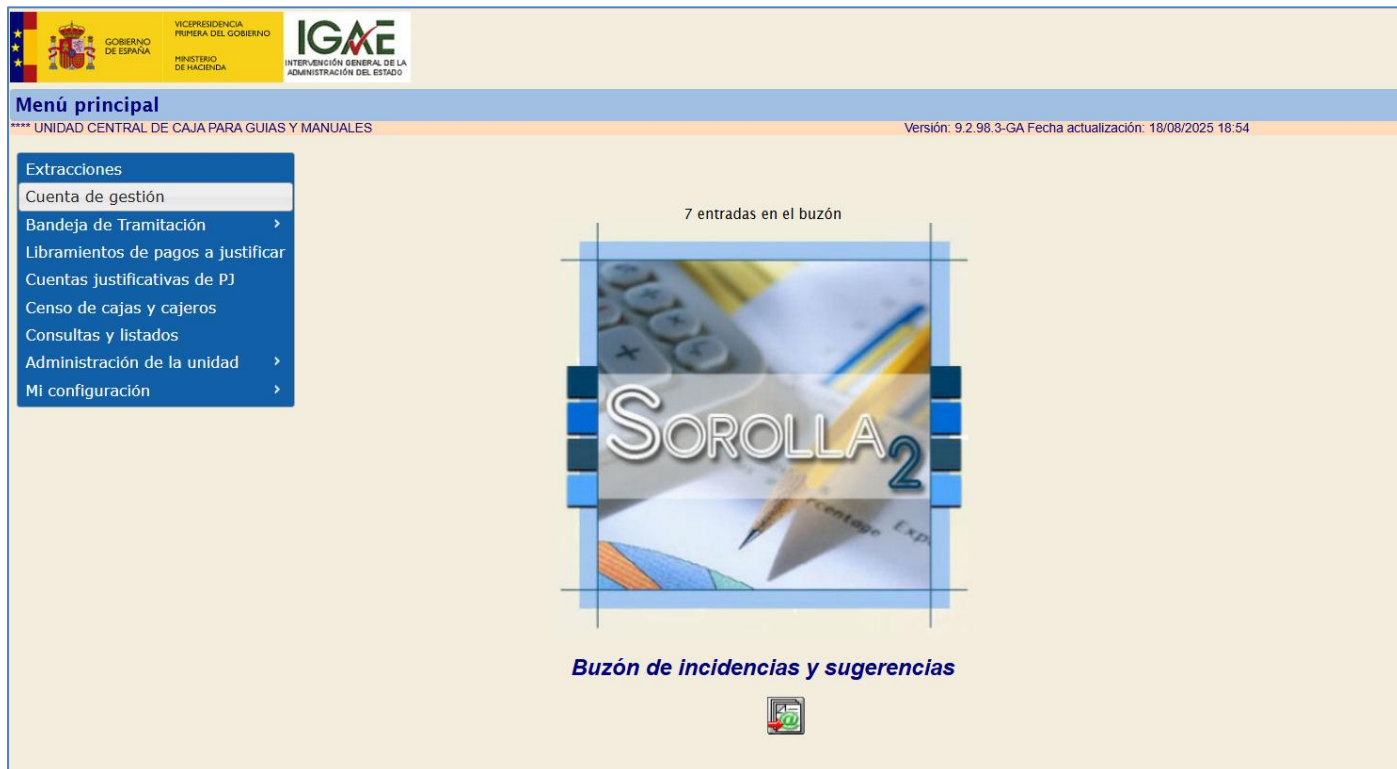 GOBIERNO
DE ESPAÑA
VICEPRESIDENCIA
PRIMERA DEL GOBIERNO
MINISTERIO
DE HACIENDA
IGAE
INTERVENCIÓN GENERAL DE LA
ADMINISTRACIÓN DEL ESTADO
Menú principal
**** UNIDAD CENTRAL DE CAJA PARA GUIAS Y MANUALES
Versión: 9.2.98.3-GA Fecha actualización: 18/08/2025 18:54
Extracciones
Cuenta de gestión
Bandeja de Tramitación
Libramientos de pagos a justificar
Cuentas justificativas de PJ
Censo de cajas y cajeros
Consultas y listados
Administración de la unidad
Mi configuración
7 entradas en el buzón
SOROLLA2
Buzón de incidencias y sugerencias